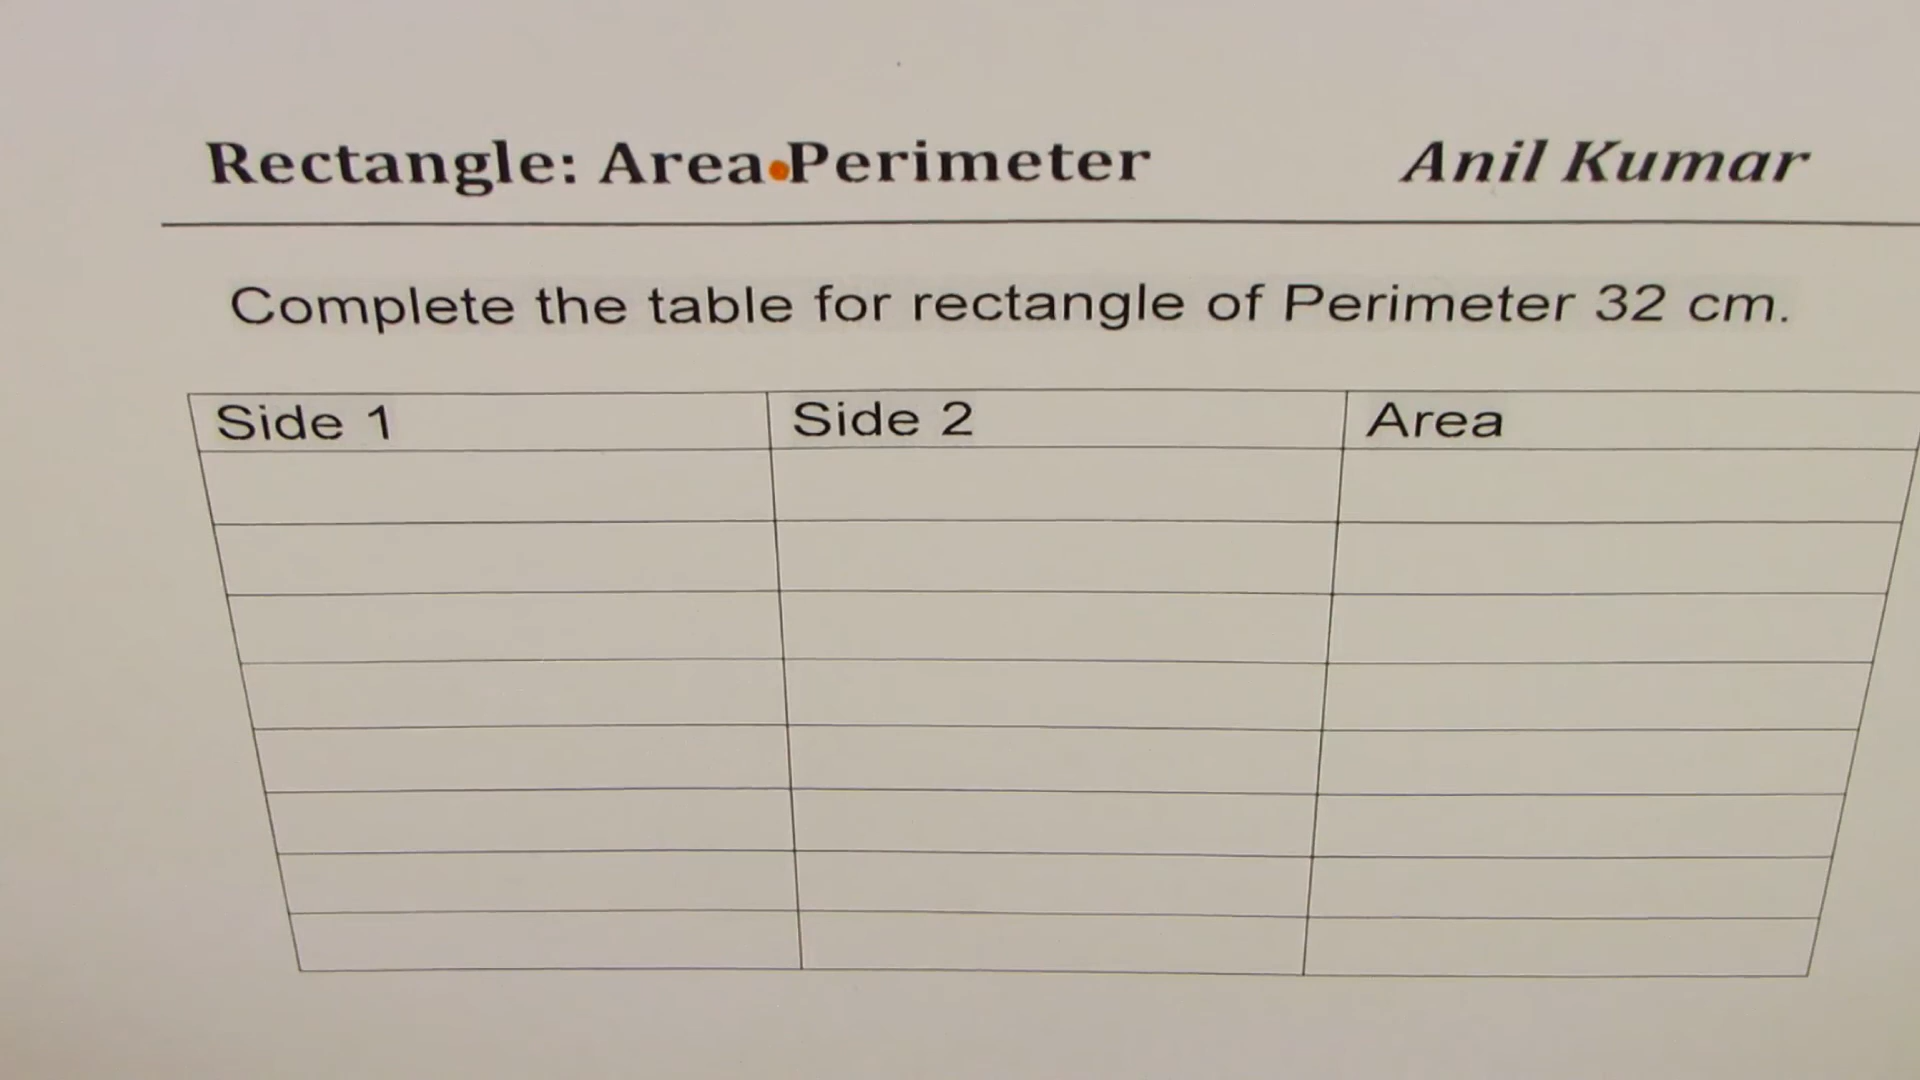 Rectangle: Area•Perimeter Anil Kumar
Complete the table for rectangle of Perimeter 32 cm.
Side 1 Side 2 Area